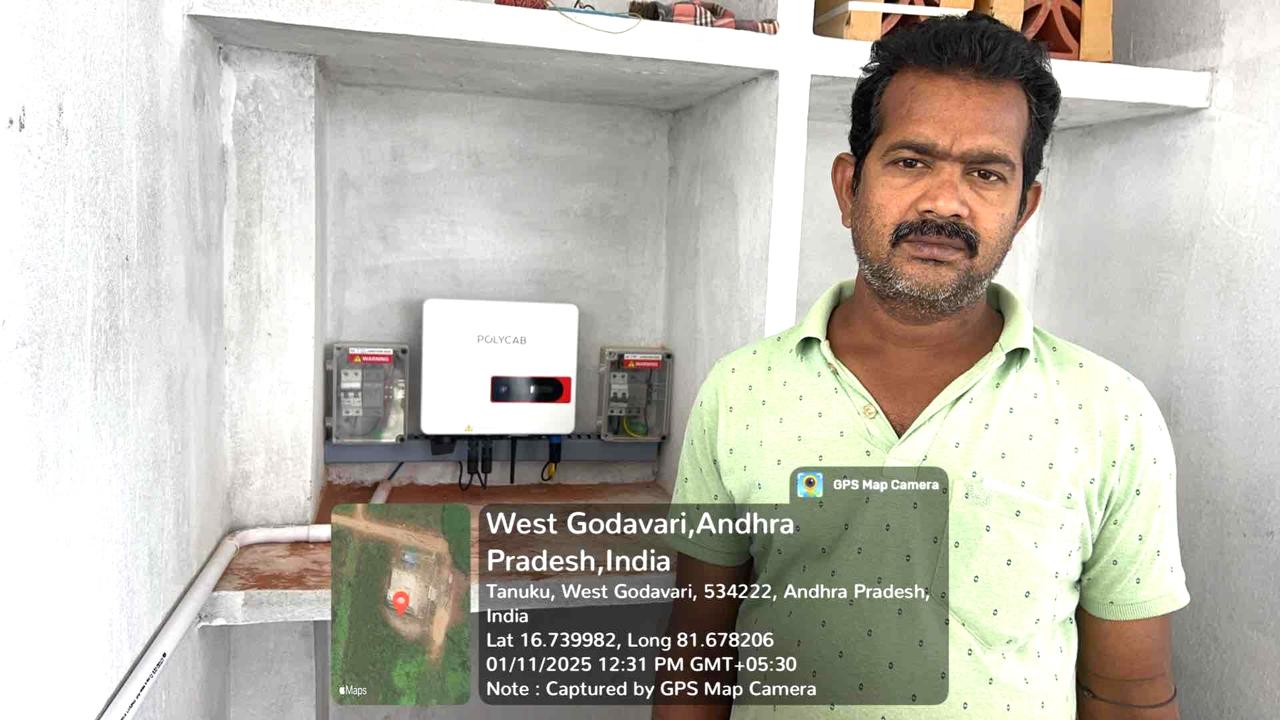 POLYCAB
WARNING
WARNING
GPS Map Camera
West Godavari,Andhra
Pradesh,India
Tanuku, West Godavari, 534222, Andhra Pradesh,
India
Lat 16.739982, Long 81.678206
01/11/2025 12:31 PM GMT+05:30
Note : Captured by GPS Map Camera
Maps